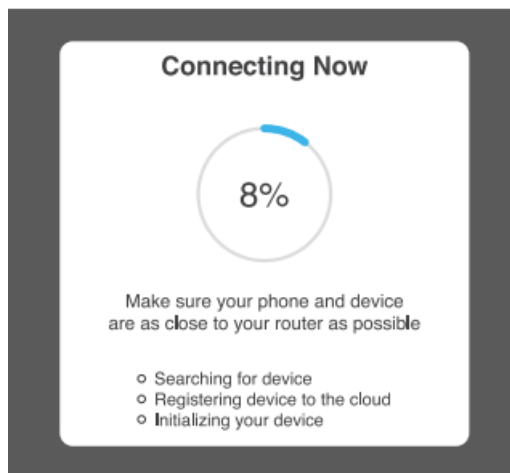 Connecting Now
8%
Make sure your phone and device
are as close to your router as possible
Searching for device
Registering device to the cloud
Initializing your device